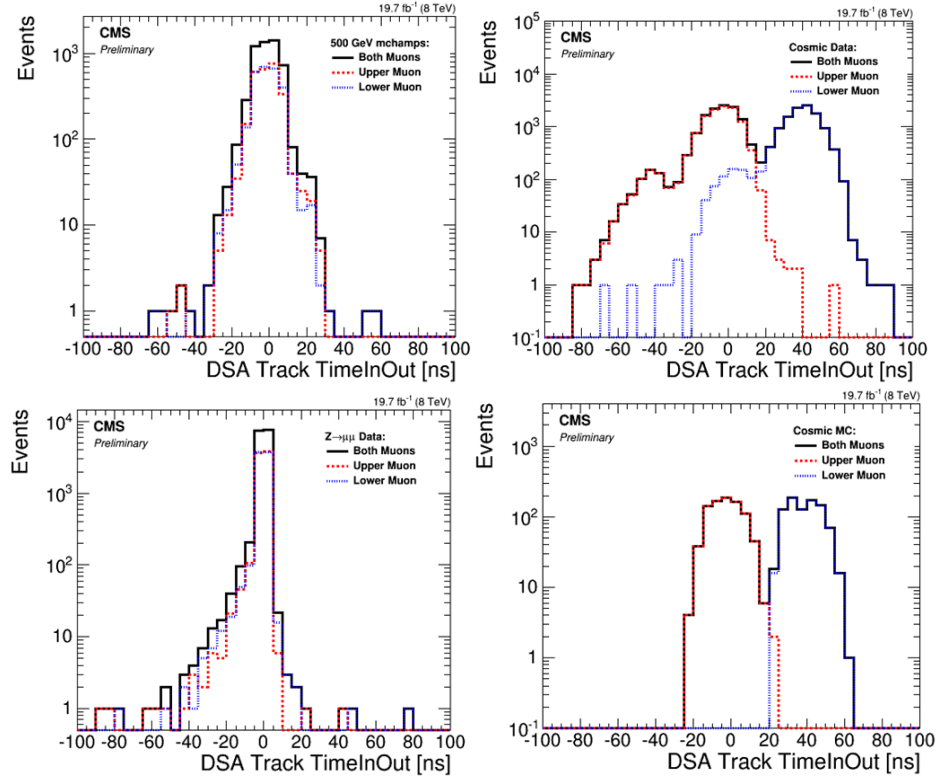 19.7 fb⁻¹ (8 TeV)
CMS
Preliminary
500 GeV mchamps:
Both Muons
Upper Muon
Lower Muon
Events
10³
10²
10
1
-100 -80 -60 -40 -20 0 20 40 60 80 100
DSA Track TimeInOut [ns]
19.7 fb⁻¹ (8 TeV)
CMS
Preliminary
Cosmic Data:
Both Muons
Upper Muon
Lower Muon
Events
10⁵
10⁴
10³
10²
10
1
10⁻¹
-100 -80 -60 -40 -20 0 20 40 60 80 100
DSA Track TimeInOut [ns]
19.7 fb⁻¹ (8 TeV)
CMS
Preliminary
Z→μμ Data:
Both Muons
Upper Muon
Lower Muon
Events
10⁴
10³
10²
10
1
-100 -80 -60 -40 -20 0 20 40 60 80 100
DSA Track TimeInOut [ns]
19.7 fb⁻¹ (8 TeV)
CMS
Preliminary
Cosmic MC:
Both Muons
Upper Muon
Lower Muon
Events
10³
10²
10
1
10⁻¹
-100 -80 -60 -40 -20 0 20 40 60 80 100
DSA Track TimeInOut [ns]